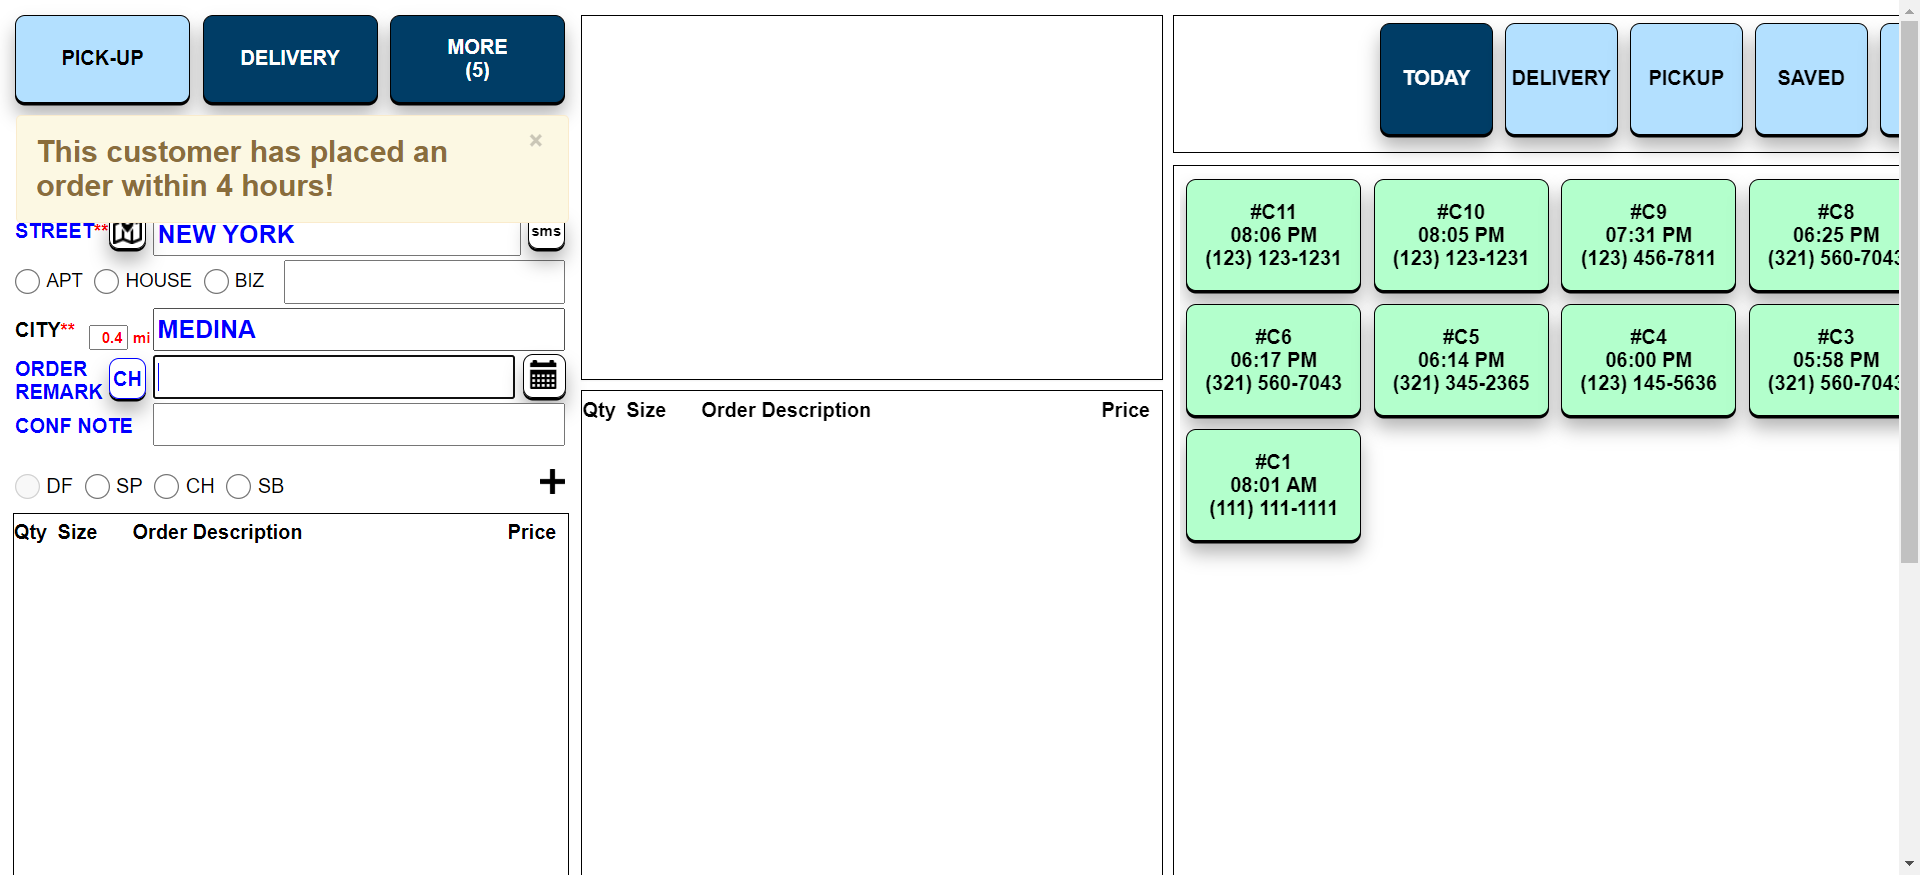 PICK-UP
DELIVERY
MORE
(5)
This customer has placed an
order within 4 hours!
×
STREET**
NEW YORK
sms
APT
HOUSE
BIZ
CITY**
0.4 mi
MEDINA
ORDER
REMARK
CH
CONF NOTE
DF
SP
CH
SB
Qty Size Order Description Price
Qty Size Order Description Price
TODAY
DELIVERY
PICKUP
SAVED
#C11
08:06 PM
(123) 123-1231
#C10
08:05 PM
(123) 123-1231
#C9
07:31 PM
(123) 456-7811
#C8
06:25 PM
(321) 560-7043
#C6
06:17 PM
(321) 560-7043
#C5
06:14 PM
(321) 345-2365
#C4
06:00 PM
(123) 145-5636
#C3
05:58 PM
(321) 560-7043
#C1
08:01 AM
(111) 111-1111